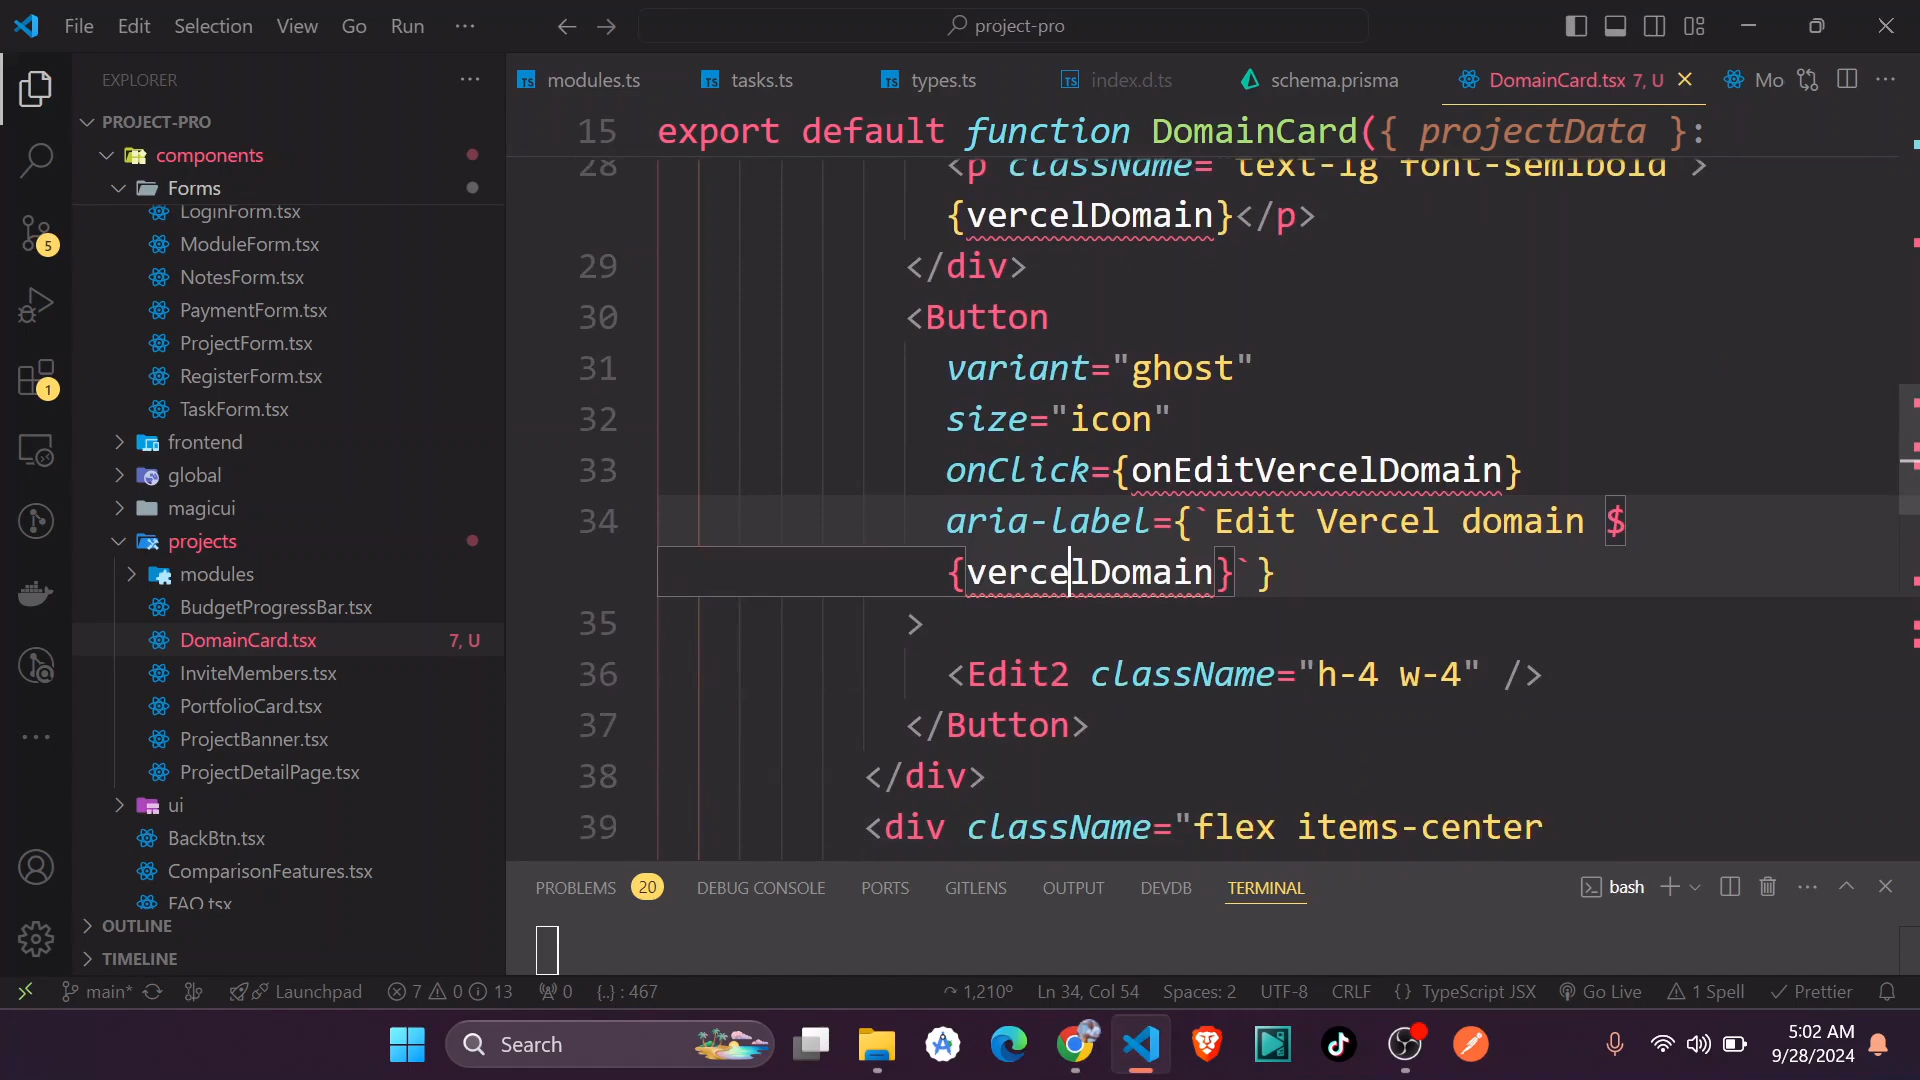 File Edit Selection View Go Run ··· project-pro
EXPLORER ···
PROJECT-PRO
components
Forms
LoginForm.tsx
ModuleForm.tsx
NotesForm.tsx
PaymentForm.tsx
ProjectForm.tsx
RegisterForm.tsx
TaskForm.tsx
frontend
global
magicui
projects
modules
BudgetProgressBar.tsx
DomainCard.tsx 7, U
InviteMembers.tsx
PortfolioCard.tsx
ProjectBanner.tsx
ProjectDetailPage.tsx
ui
BackBtn.tsx
ComparisonFeatures.tsx
FAQ.tsx
OUTLINE
TIMELINE
5
1
TS modules.ts TS tasks.ts TS types.ts TS index.d.ts schema.prisma DomainCard.tsx 7, U Mo ···
15 export default function DomainCard({ projectData }:
28 <p className="text-lg font-semibold">
{vercelDomain}</p>
29 </div>
30 <Button
31 variant="ghost"
32 size="icon"
33 onClick={onEditVercelDomain}
34 aria-label={`Edit Vercel domain $
{vercelDomain}`}
35 >
36 <Edit2 className="h-4 w-4" />
37 </Button>
38 </div>
39 <div className="flex items-center
PROBLEMS 20 DEBUG CONSOLE PORTS GITLENS OUTPUT DEVDB TERMINAL bash ···
main* Launchpad 7 0 13 0 {..} : 467 1,210° Ln 34, Col 54 Spaces: 2 UTF-8 CRLF {} TypeScript JSX Go Live 1 Spell Prettier
Search
5:02 AM
9/28/2024